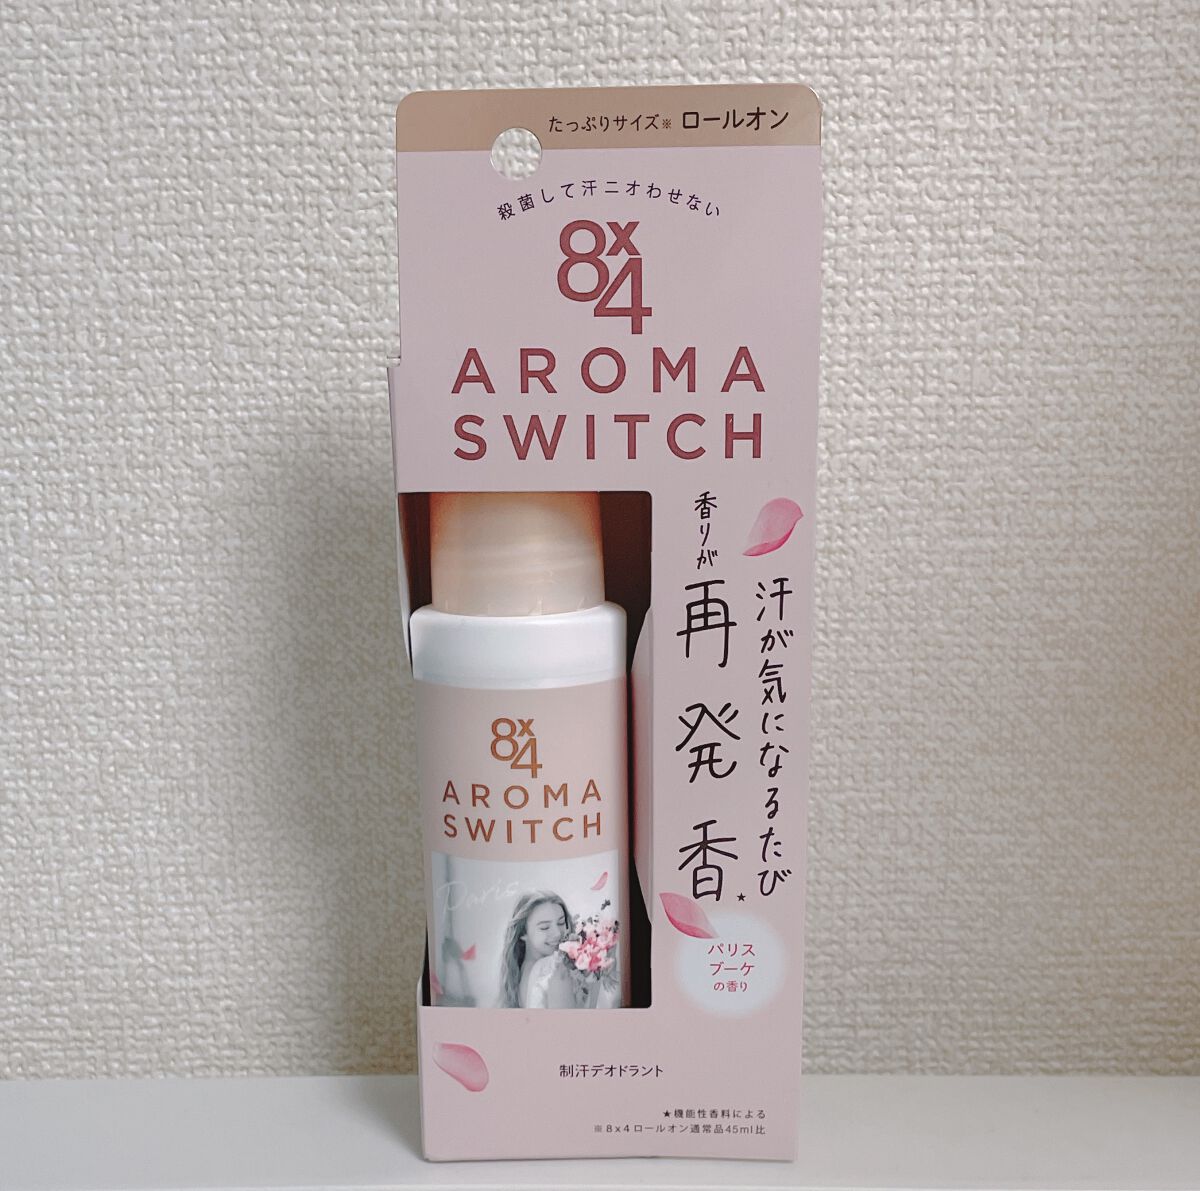 たっぷりサイズ※ ロールオン
殺菌して汗ニオわせない
8x4
AROMA
SWITCH
汗が気になるたび
香りが
再発香★
パリス
ブーケ
の香り
8x4
AROMA
SWITCH
Paris
制汗デオドラント
★機能性香料による
※8x4ロールオン通常品45ml比